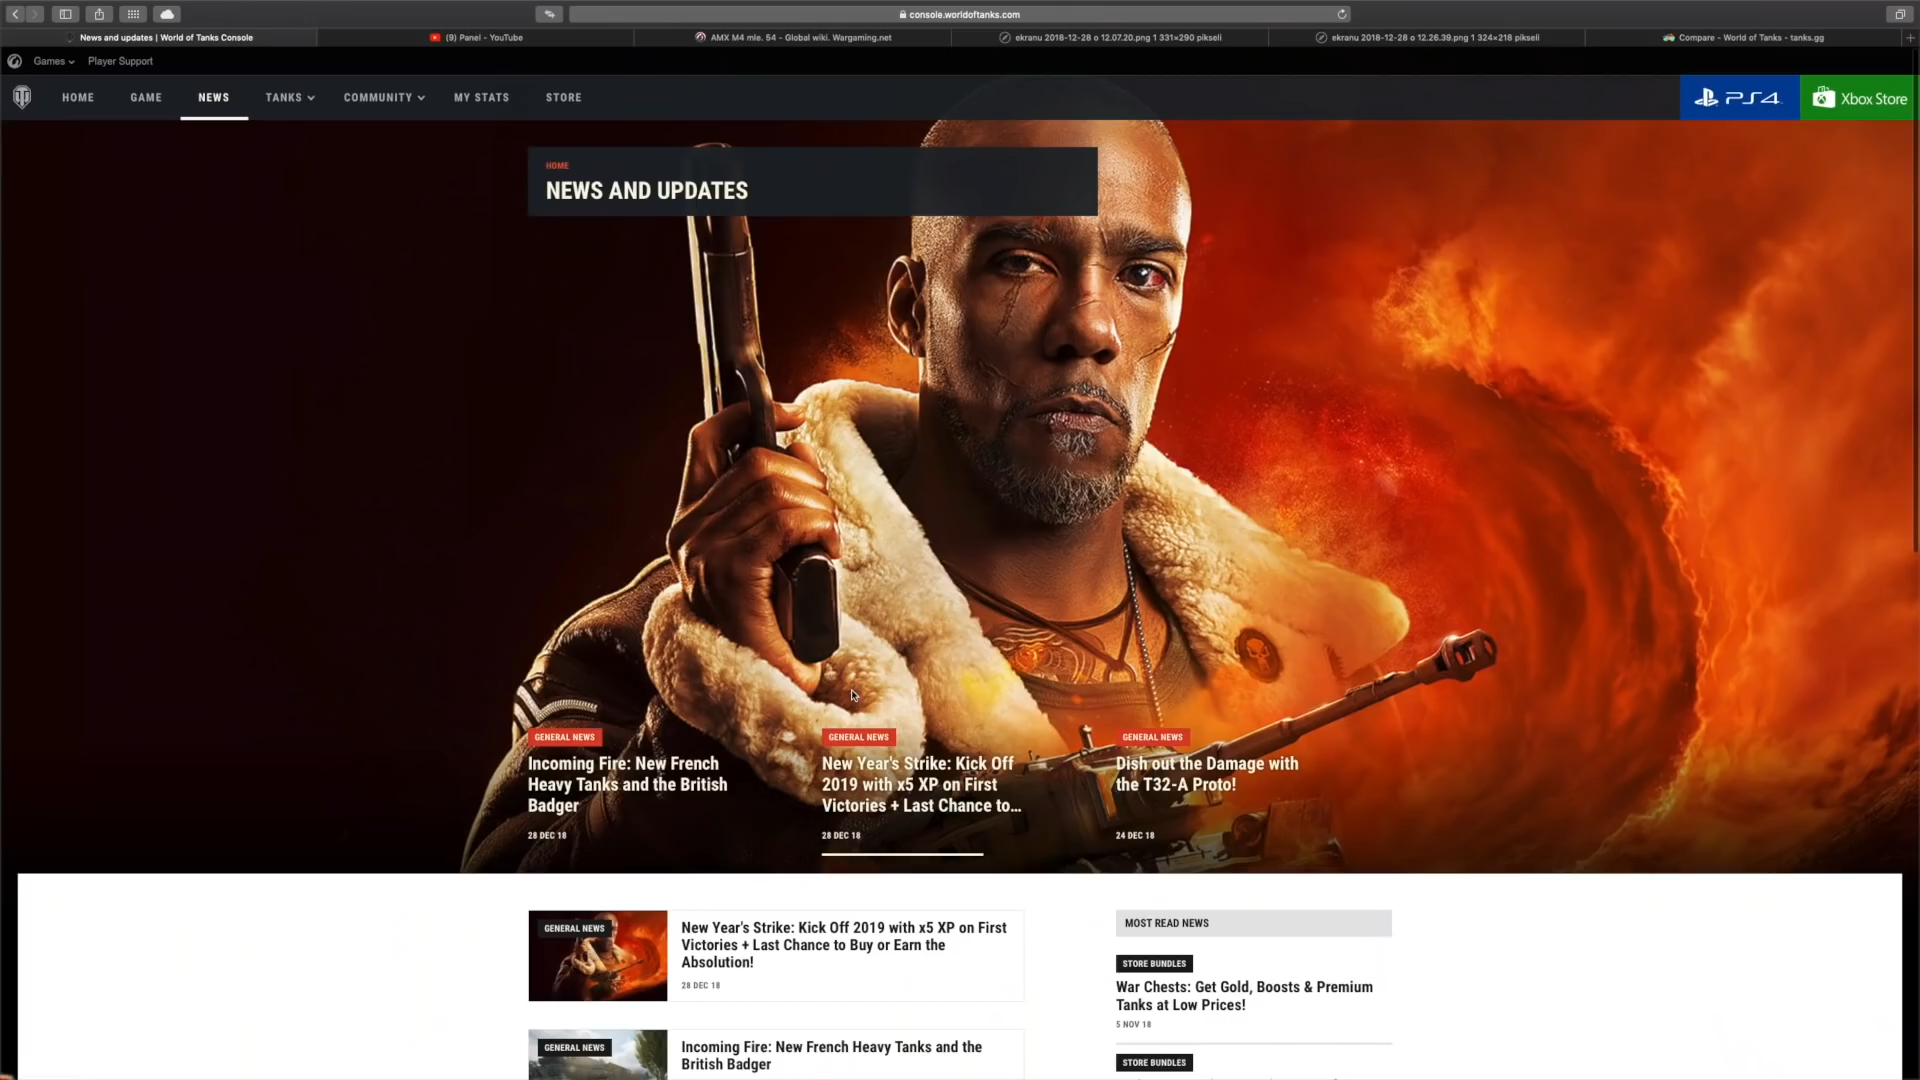 console.worldoftanks.com
News and updates | World of Tanks Console
(9) Panel - YouTube
AMX M4 mle. 54 - Global wiki. Wargaming.net
ekranu 2018-12-28 o 12.07.20.png 1 331×290 pikseli
ekranu 2018-12-28 o 12.26.39.png 1 324×218 pikseli
Compare - World of Tanks - tanks.gg
Games
Player Support
HOME
GAME
NEWS
TANKS
COMMUNITY
MY STATS
STORE
PS4
Xbox Store
HOME
NEWS AND UPDATES
GENERAL NEWS
Incoming Fire: New French
Heavy Tanks and the British
Badger
28 DEC 18
GENERAL NEWS
New Year's Strike: Kick Off
2019 with x5 XP on First
Victories + Last Chance to...
28 DEC 18
GENERAL NEWS
Dish out the Damage with
the T32-A Proto!
24 DEC 18
GENERAL NEWS
New Year's Strike: Kick Off 2019 with x5 XP on First
Victories + Last Chance to Buy or Earn the
Absolution!
28 DEC 18
GENERAL NEWS
Incoming Fire: New French Heavy Tanks and the
British Badger
MOST READ NEWS
STORE BUNDLES
War Chests: Get Gold, Boosts & Premium
Tanks at Low Prices!
5 NOV 18
STORE BUNDLES